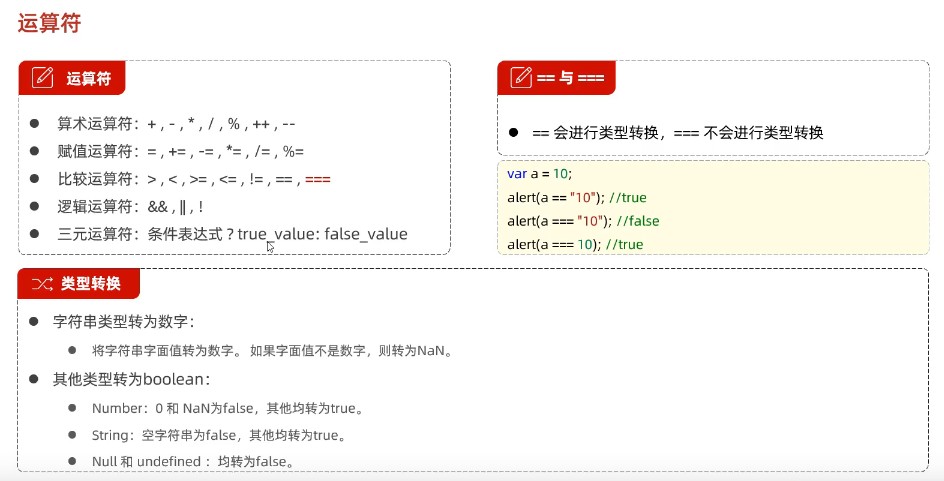 运算符
运算符
算术运算符：+ , - , * , / , % , ++ , --
赋值运算符：= , += , -= , *= , /= , %=
比较运算符：> , < , >= , <= , != , == , ===
逻辑运算符：&& , || , !
三元运算符：条件表达式 ? true_value: false_value
== 与 ===
== 会进行类型转换，=== 不会进行类型转换
var a = 10;
alert(a == "10"); //true
alert(a === "10"); //false
alert(a === 10); //true
类型转换
字符串类型转为数字：
将字符串字面值转为数字。 如果字面值不是数字，则转为NaN。
其他类型转为boolean：
Number：0 和 NaN为false，其他均转为true。
String：空字符串为false，其他均转为true。
Null 和 undefined ：均转为false。